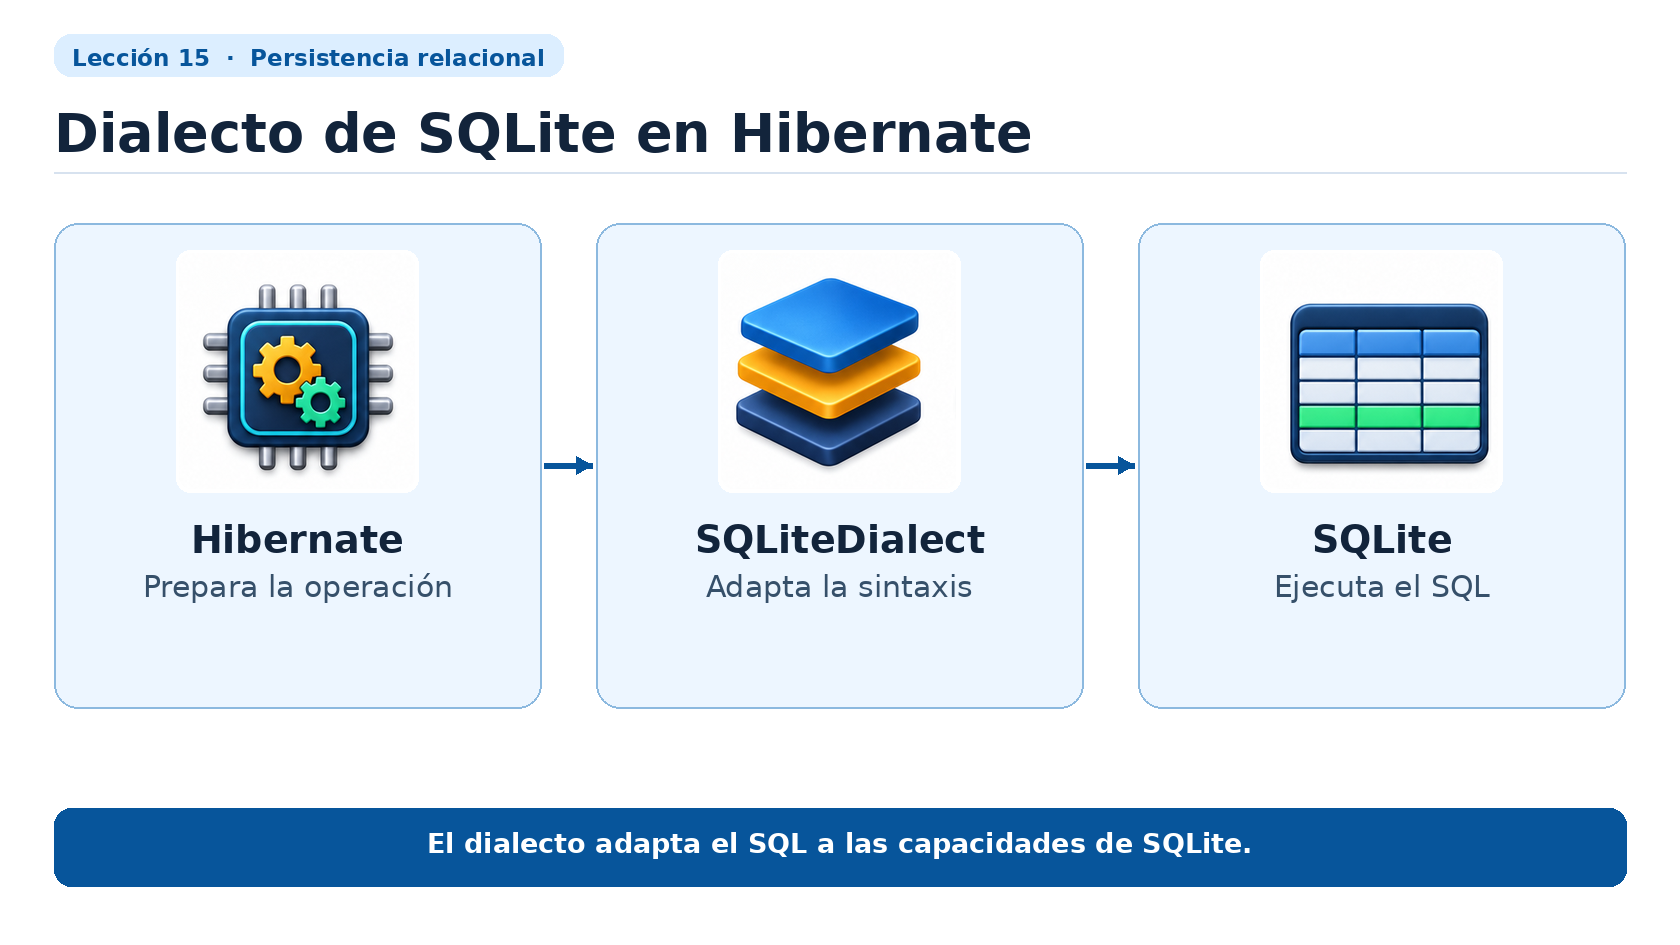 Lección 15 · Persistencia relacional
Dialecto de SQLite en Hibernate
Hibernate
Prepara la operación
SQLiteDialect
Adapta la sintaxis
SQLite
Ejecuta el SQL
El dialecto adapta el SQL a las capacidades de SQLite.